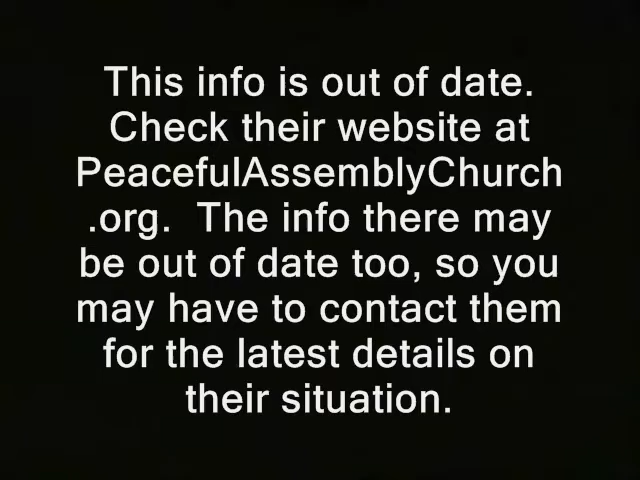 This info is out of date.
Check their website at
PeacefulAssemblyChurch
.org.  The info there may
be out of date too, so you
may have to contact them
for the latest details on
their situation.